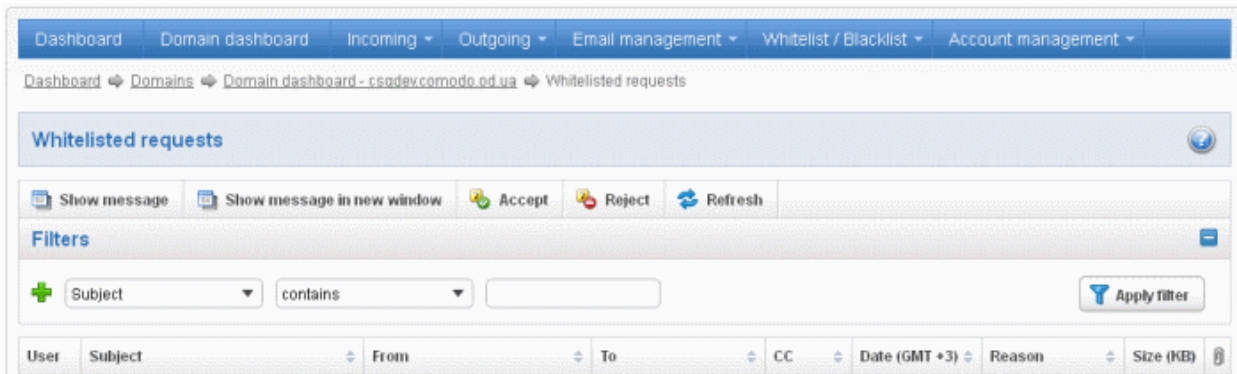 Dashboard Domain dashboard Incoming Outgoing Email management Whitelist / Blacklist Account management
Dashboard Domains Domain dashboard - csgdev.comodo.od.ua Whitelisted requests
Whitelisted requests
Show message Show message in new window Accept Reject Refresh
Filters
Subject contains Apply filter
User Subject From To CC Date (GMT +3) Reason Size (KB)